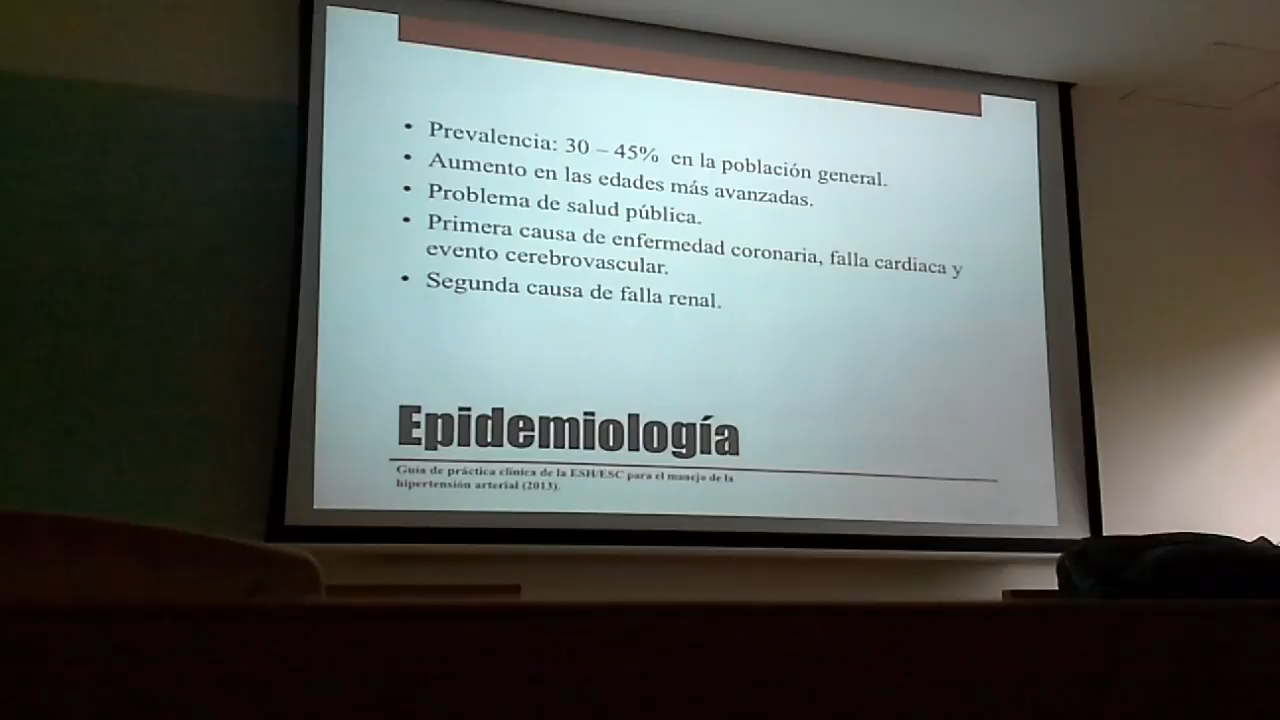 • Prevalencia: 30 – 45% en la población general.
• Aumento en las edades más avanzadas.
• Problema de salud pública.
• Primera causa de enfermedad coronaria, falla cardiaca y
evento cerebrovascular.
• Segunda causa de falla renal.
Epidemiología
Guía de práctica clínica de la ESH/ESC para el manejo de la
hipertensión arterial (2013).